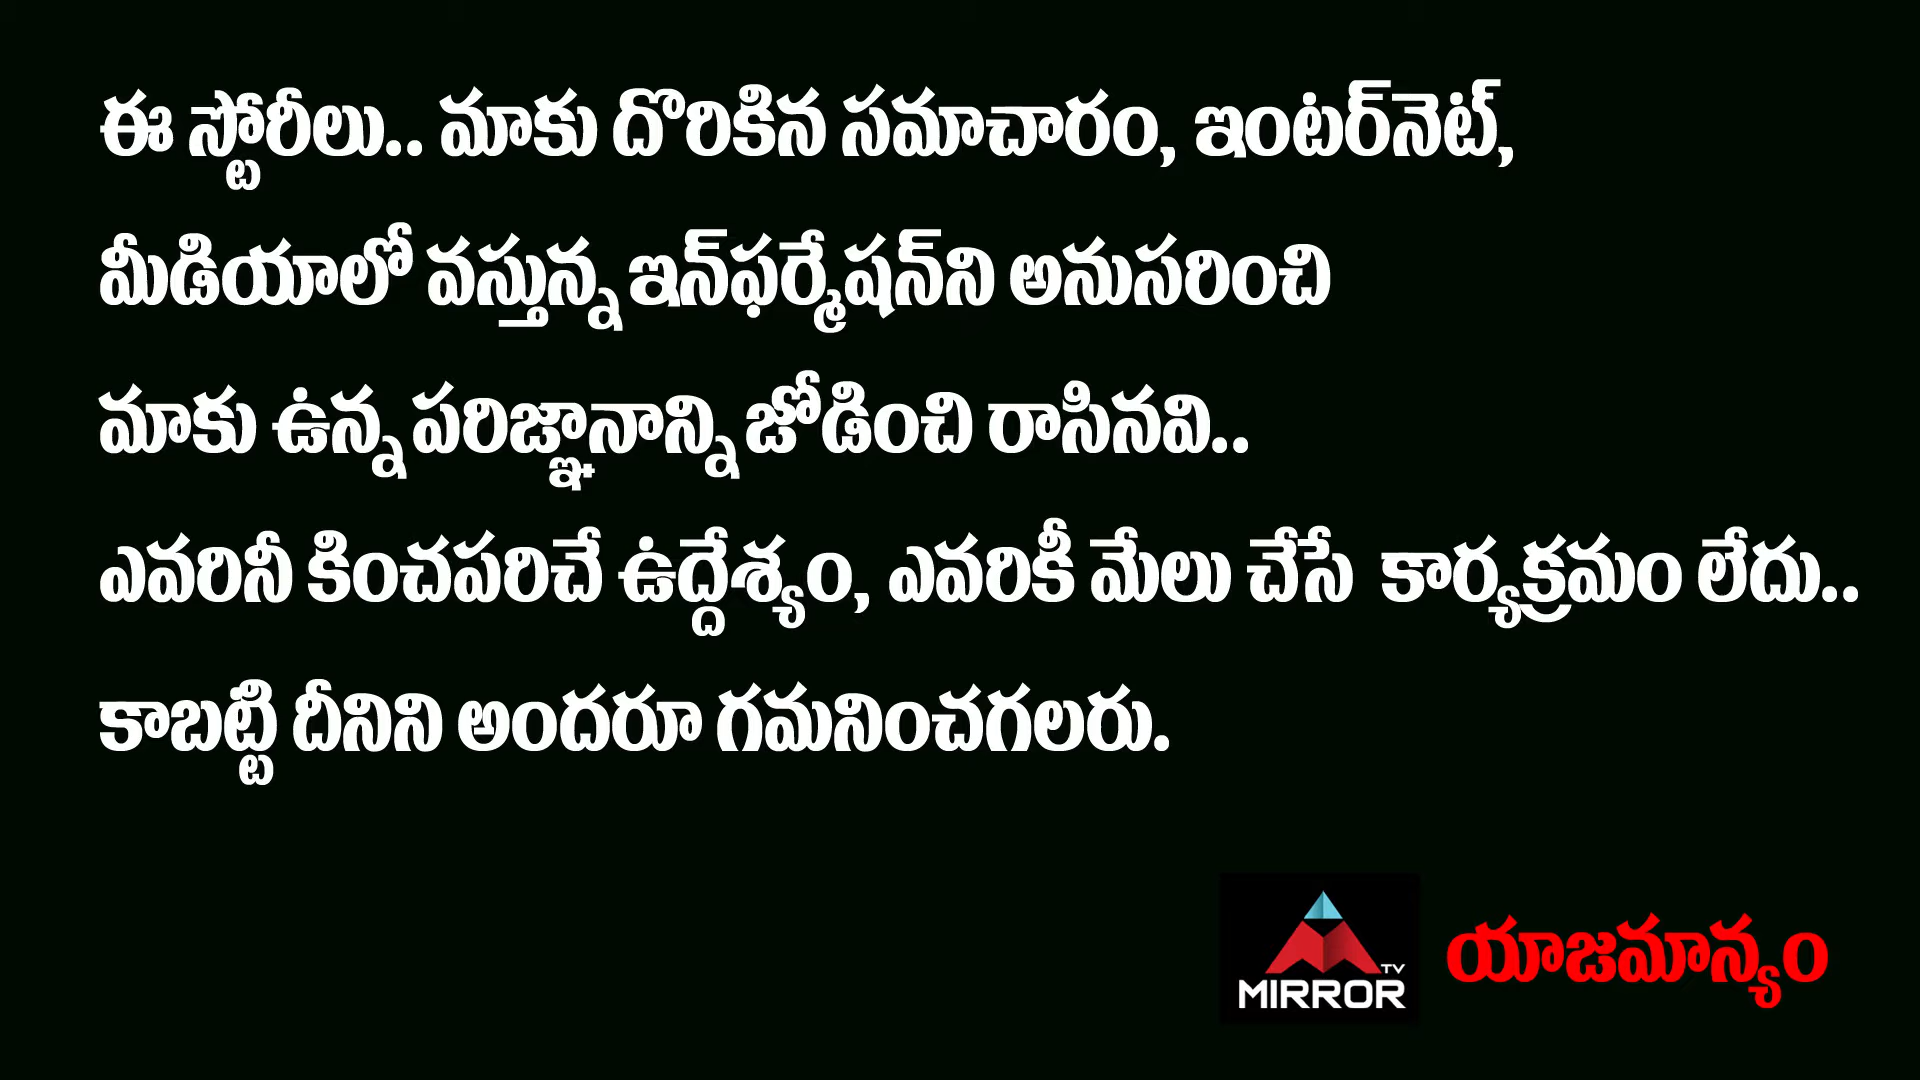 ఈ స్టోరీలు.. మాకు దొరికిన సమాచారం, ఇంటర్‌నెట్,
మీడియాలో వస్తున్న ఇన్‌ఫర్మేషన్‌ని అనుసరించి
మాకు ఉన్న పరిజ్ఞానాన్ని జోడించి రాసినవి..
ఎవరినీ కించపరిచే ఉద్దేశ్యం, ఎవరికీ మేలు చేసే కార్యక్రమం లేదు..
కాబట్టి దీనిని అందరూ గమనించగలరు.
TV
MIRROR
యాజమాన్యం